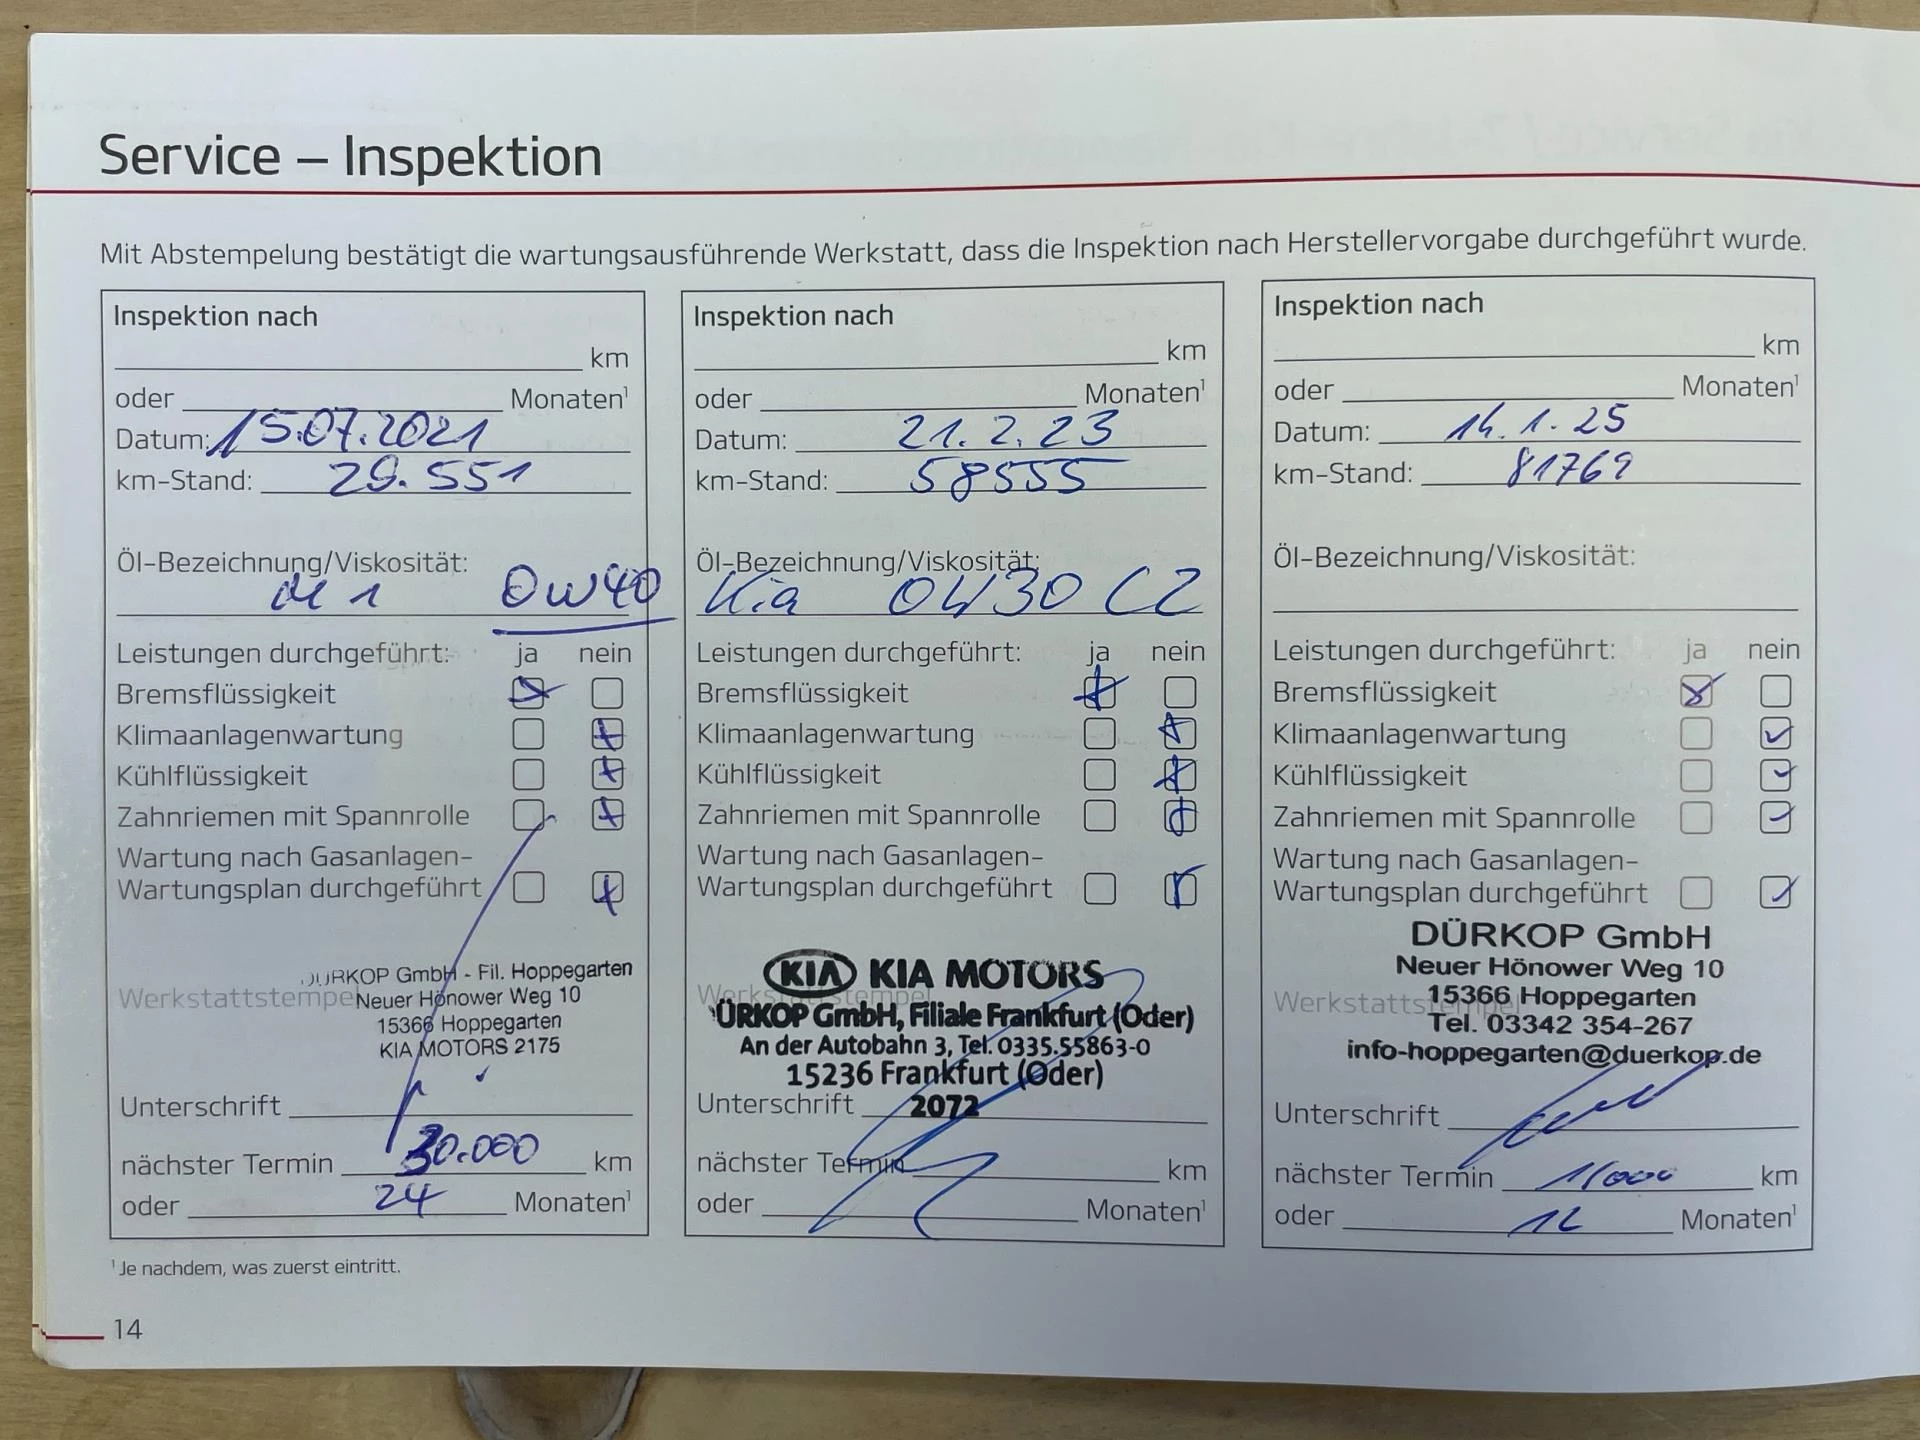 Service – Inspektion
Mit Abstempelung bestätigt die wartungsausführende Werkstatt, dass die Inspektion nach Herstellervorgabe durchgeführt wurde.
Inspektion nach
km
oder Monaten¹
Datum: 15.07.2021
km-Stand: 29.551
Öl-Bezeichnung/Viskosität:
M 1 0W40
Leistungen durchgeführt: ja nein
Bremsflüssigkeit
Klimaanlagenwartung
Kühlflüssigkeit
Zahnriemen mit Spannrolle
Wartung nach Gasanlagen-
Wartungsplan durchgeführt
DÜRKOP GmbH - Fil. Hoppegarten
Werkstattstempel Neuer Hönower Weg 10
15366 Hoppegarten
KIA MOTORS 2175
Unterschrift
nächster Termin 30.000 km
oder 24 Monaten¹
Inspektion nach
km
oder Monaten¹
Datum: 21.2.23
km-Stand: 58555
Öl-Bezeichnung/Viskosität:
Kia 0W30 C2
Leistungen durchgeführt: ja nein
Bremsflüssigkeit
Klimaanlagenwartung
Kühlflüssigkeit
Zahnriemen mit Spannrolle
Wartung nach Gasanlagen-
Wartungsplan durchgeführt
KIA KIA MOTORS
Werkstattstempel
ÜRKOP GmbH, Filiale Frankfurt (Oder)
An der Autobahn 3, Tel. 0335.55863-0
15236 Frankfurt (Oder)
Unterschrift 2072
nächster Termin km
oder Monaten¹
Inspektion nach
km
oder Monaten¹
Datum: 14.1.25
km-Stand: 81769
Öl-Bezeichnung/Viskosität:
Leistungen durchgeführt: ja nein
Bremsflüssigkeit
Klimaanlagenwartung
Kühlflüssigkeit
Zahnriemen mit Spannrolle
Wartung nach Gasanlagen-
Wartungsplan durchgeführt
DÜRKOP GmbH
Neuer Hönower Weg 10
Werkstattstempel 15366 Hoppegarten
Tel. 03342 354-267
info-hoppegarten@duerkop.de
Unterschrift
nächster Termin km
oder 12 Monaten¹
¹ Je nachdem, was zuerst eintritt.
14